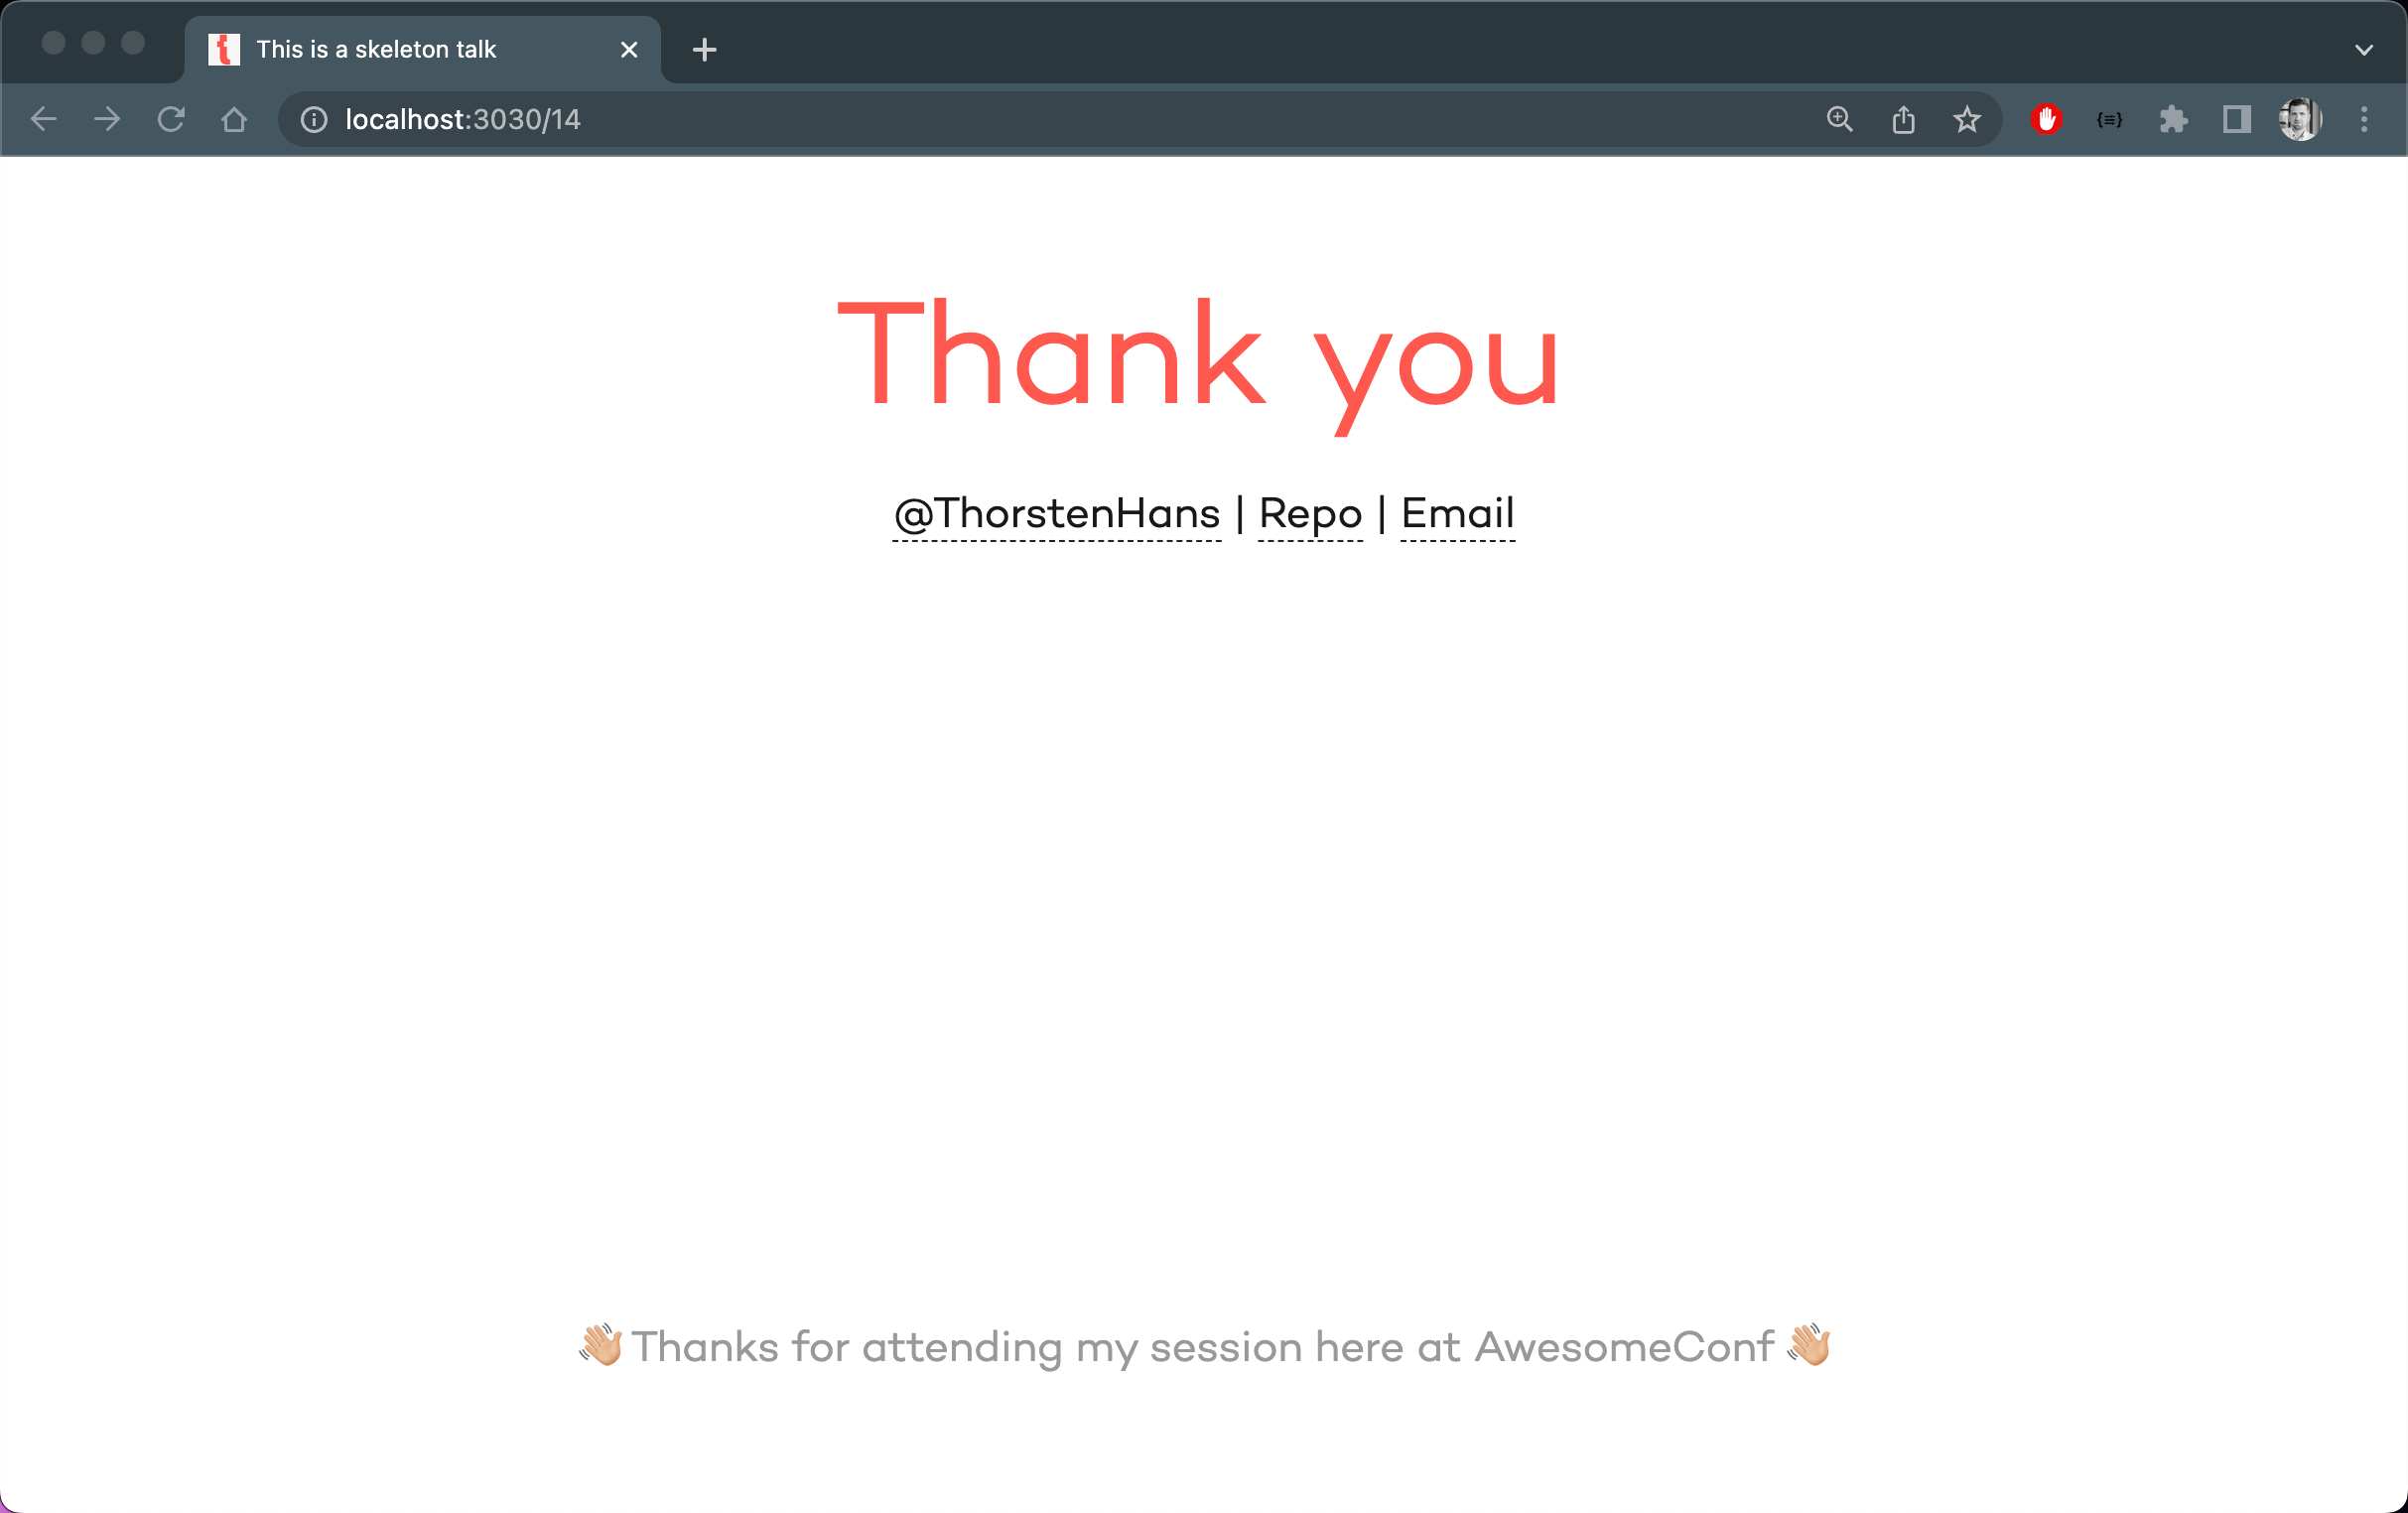 This is a skeleton talk
localhost:3030/14
Thank you
@ThorstenHans | Repo | Email
👋🏼 Thanks for attending my session here at AwesomeConf 👋🏼